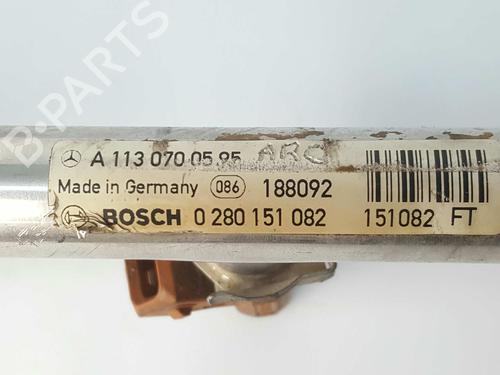 A 113 070 05 95 ARC
Made in Germany 086 188092
BOSCH 0 280 151 082 151082 FT
B-PARTS